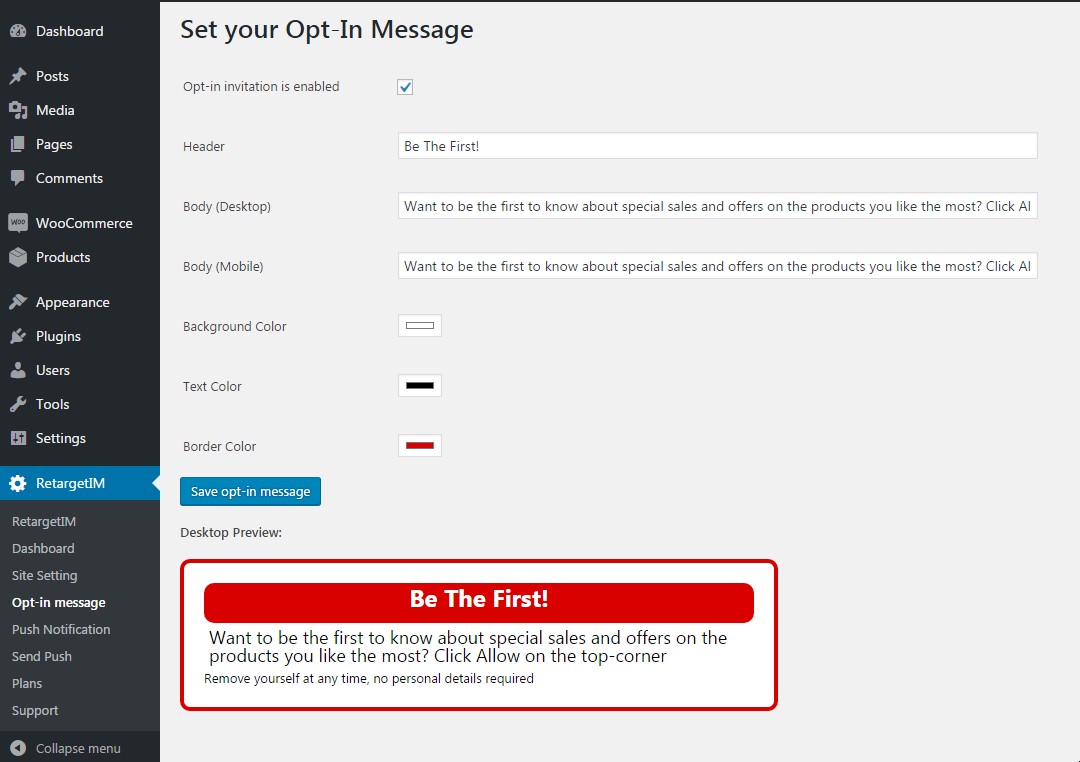 Dashboard
Posts
Media
Pages
Comments
WOO
WooCommerce
Products
Appearance
Plugins
Users
Tools
Settings
RetargetIM
RetargetIM
Dashboard
Site Setting
Opt-in message
Push Notification
Send Push
Plans
Support
Collapse menu
Set your Opt-In Message
Opt-in invitation is enabled
Header
Be The First!
Body (Desktop)
Want to be the first to know about special sales and offers on the products you like the most? Click Al
Body (Mobile)
Want to be the first to know about special sales and offers on the products you like the most? Click Al
Background Color
Text Color
Border Color
Save opt-in message
Desktop Preview:
Be The First!
Want to be the first to know about special sales and offers on the
products you like the most? Click Allow on the top-corner
Remove yourself at any time, no personal details required